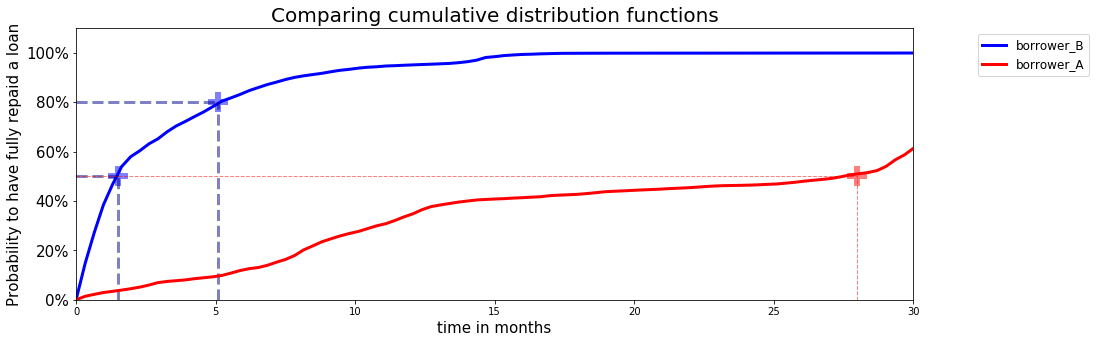 Comparing cumulative distribution functions
Probability to have fully repaid a loan
100%
80%
60%
40%
20%
0%
0
5
10
15
20
25
30
time in months
borrower_B
borrower_A